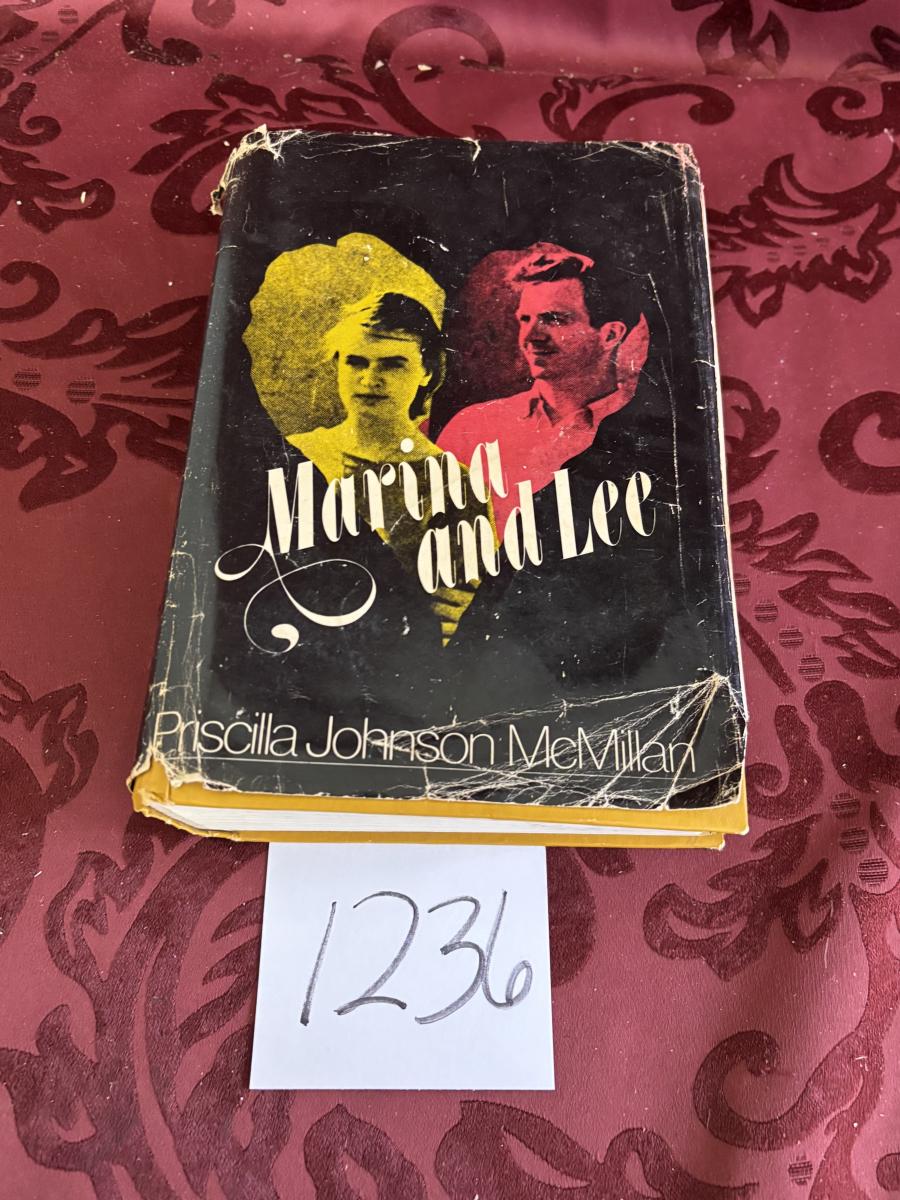 Marina
and Lee
Priscilla Johnson McMillan
1236